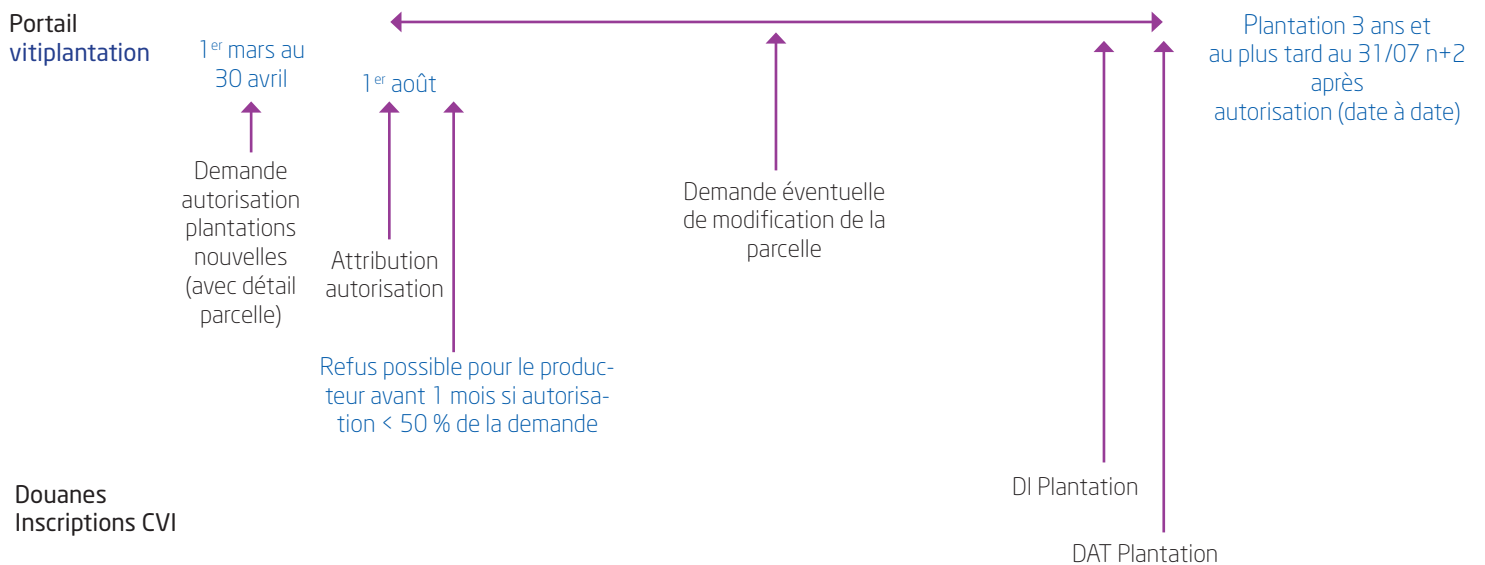 Portail
vitiplantation
1er mars au
30 avril
1er août
Plantation 3 ans et
au plus tard au 31/07 n+2
après
autorisation (date à date)
Demande
autorisation
plantations
nouvelles
(avec détail
parcelle)
Attribution
autorisation
Demande éventuelle
de modification de la
parcelle
Refus possible pour le produc-
teur avant 1 mois si autorisa-
tion < 50 % de la demande
Douanes
Inscriptions CVI
DI Plantation
DAT Plantation